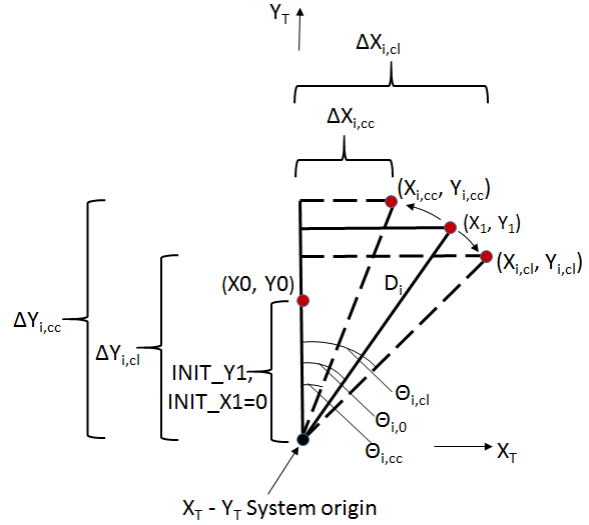 Y_T
ΔX_i,cl
ΔX_i,cc
(X_i,cc, Y_i,cc)
(X_1, Y_1)
(X_i,cl, Y_i,cl)
(X0, Y0)
D_i
ΔY_i,cc
ΔY_i,cl
INIT_Y1,
INIT_X1=0
Θ_i,cl
Θ_i,0
Θ_i,cc
X_T
X_T - Y_T System origin